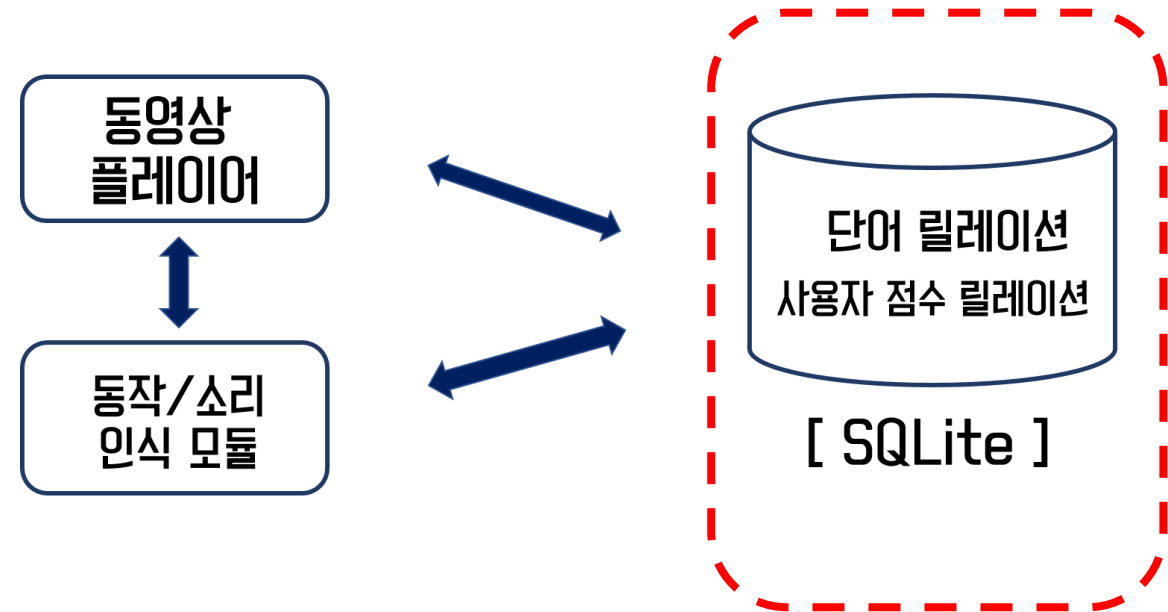 동영상
플레이어
동작/소리
인식 모듈
단어 릴레이션
사용자 점수 릴레이션
[ SQLite ]